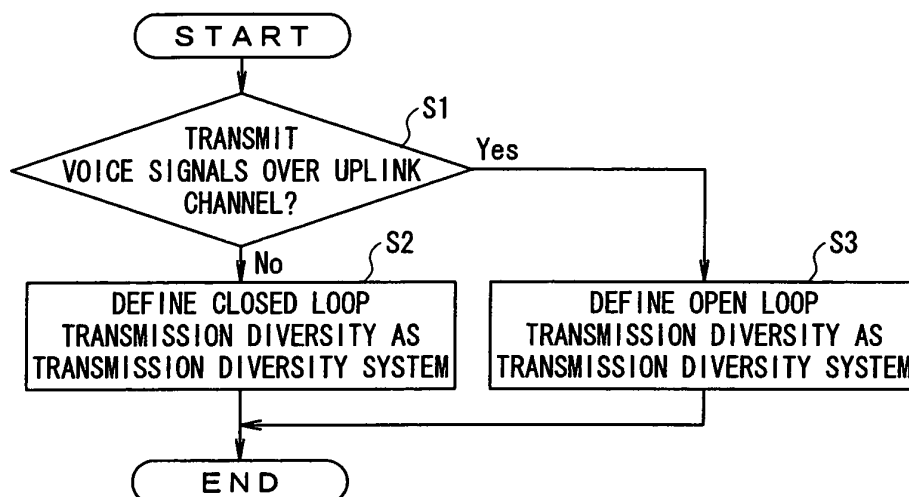 START
S1
TRANSMIT
VOICE SIGNALS OVER UPLINK
CHANNEL?
Yes
No
S2
DEFINE CLOSED LOOP
TRANSMISSION DIVERSITY AS
TRANSMISSION DIVERSITY SYSTEM
S3
DEFINE OPEN LOOP
TRANSMISSION DIVERSITY AS
TRANSMISSION DIVERSITY SYSTEM
END